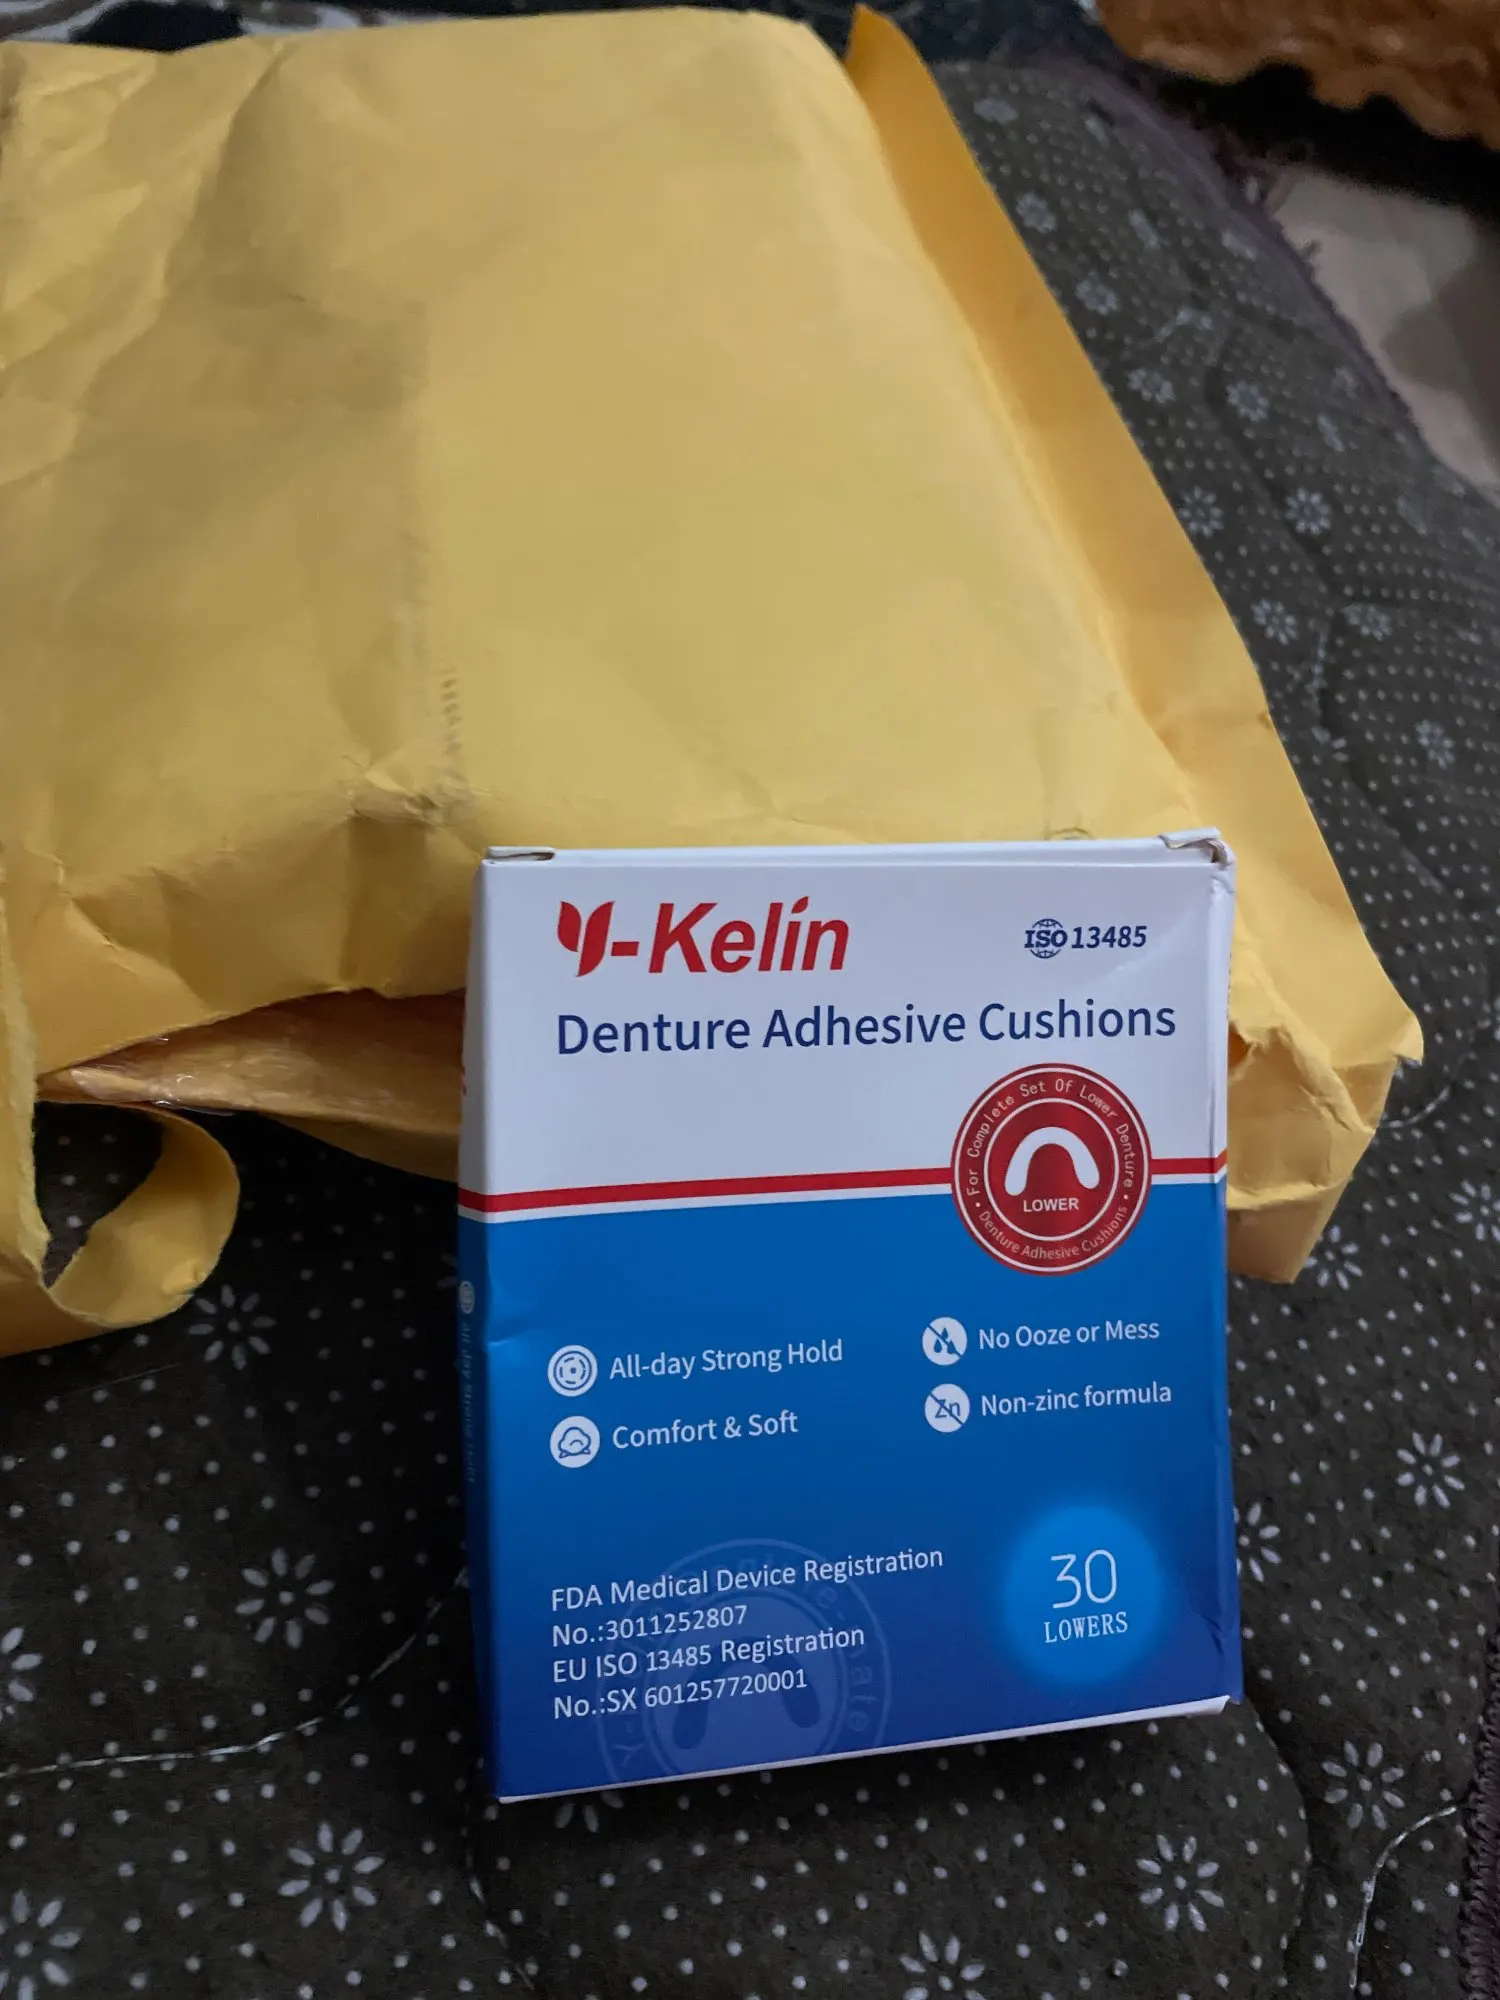 Y-Kelin
ISO 13485
Denture Adhesive Cushions
For Complete Set Of Lower Denture
LOWER
Denture Adhesive Cushions
All-day Strong Hold
No Ooze or Mess
Comfort & Soft
Zn
Non-zinc formula
FDA Medical Device Registration
No.:3011252807
EU ISO 13485 Registration
No.:SX 601257720001
30
LOWERS